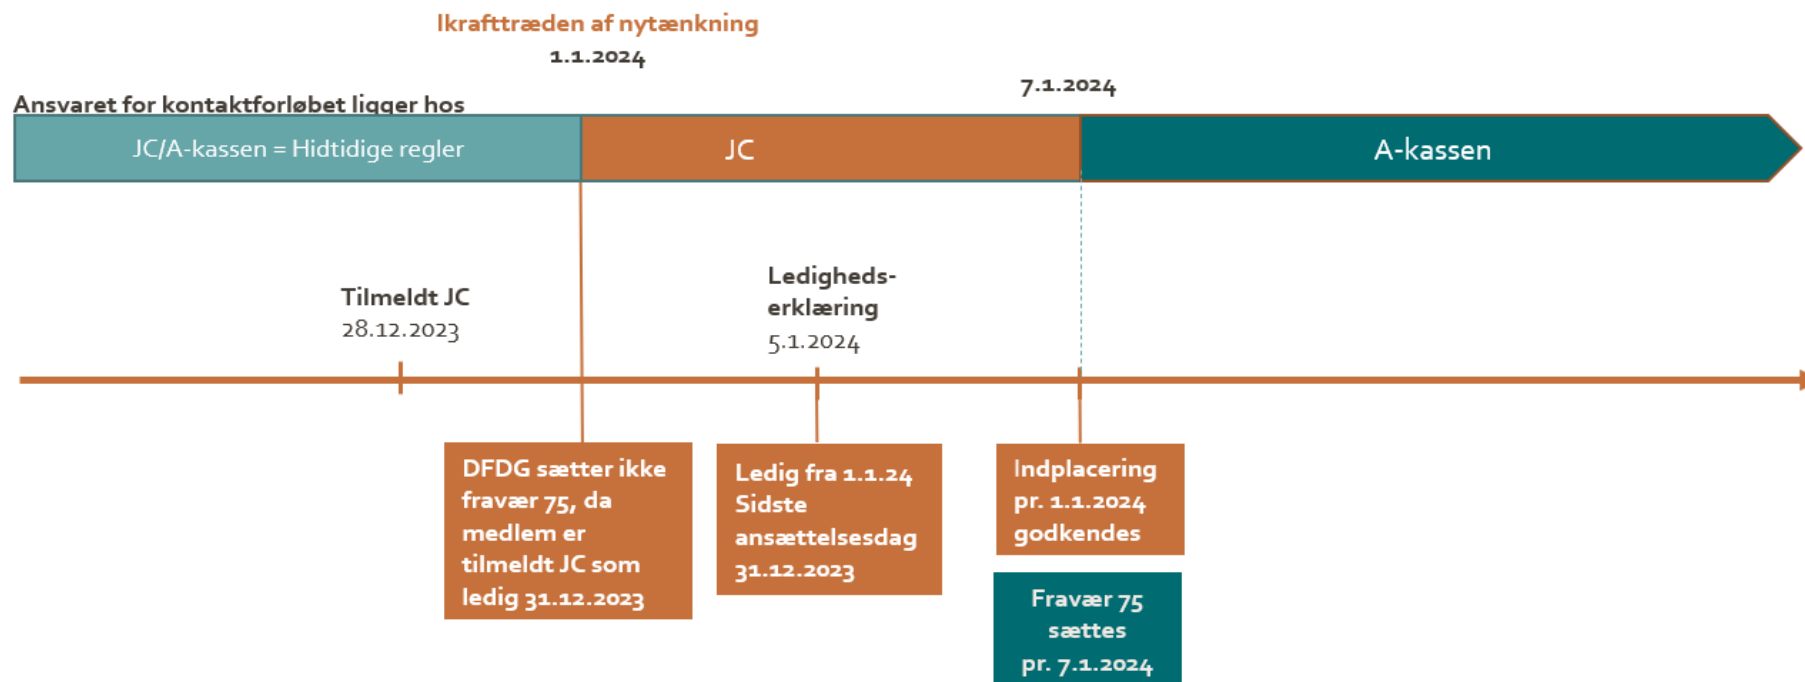 Ikrafttræden af nytænkning
1.1.2024
7.1.2024
Ansvaret for kontaktforløbet ligger hos
JC/A-kassen = Hidtidige regler
JC
A-kassen
Tilmeldt JC
28.12.2023
Ledigheds-
erklæring
5.1.2024
DFDG sætter ikke
fravær 75, da
medlem er
tilmeldt JC som
ledig 31.12.2023
Ledig fra 1.1.24
Sidste
ansættelsesdag
31.12.2023
Indplacering
pr. 1.1.2024
godkendes
Fravær 75
sættes
pr. 7.1.2024